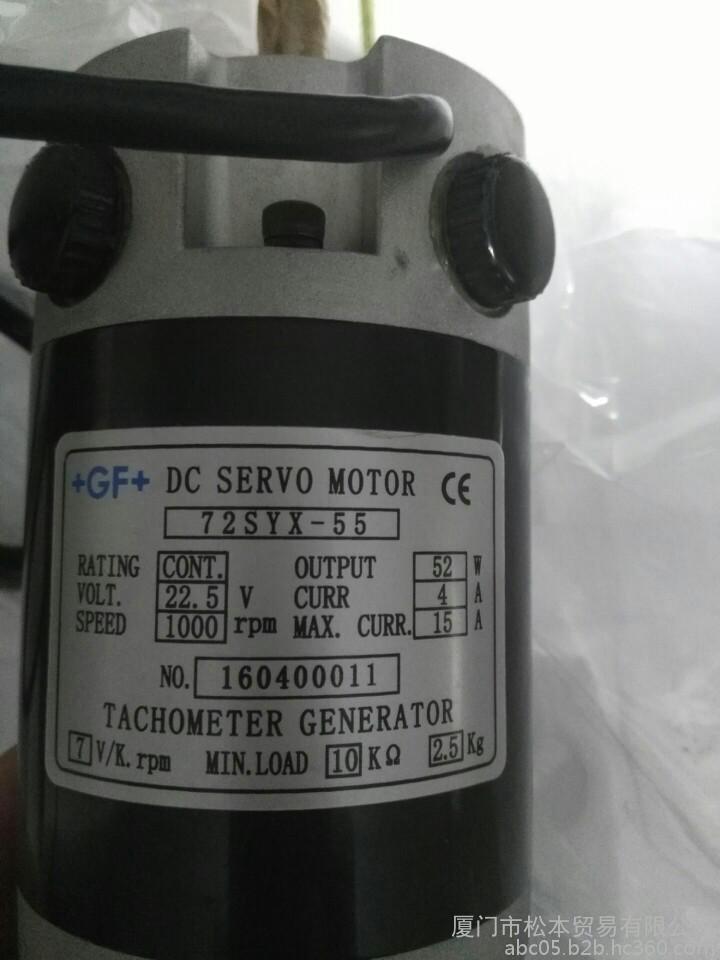 +GF+ DC SERVO MOTOR CE
72SYX-55
RATING CONT. OUTPUT 52 W
VOLT. 22.5 V CURR 4 A
SPEED 1000 rpm MAX. CURR. 15 A
NO. 160400011
TACHOMETER GENERATOR
7 V/K.rpm MIN.LOAD 10 KΩ 2.5 Kg
厦门市松本贸易有限公
abc05.b2b.hc360.com